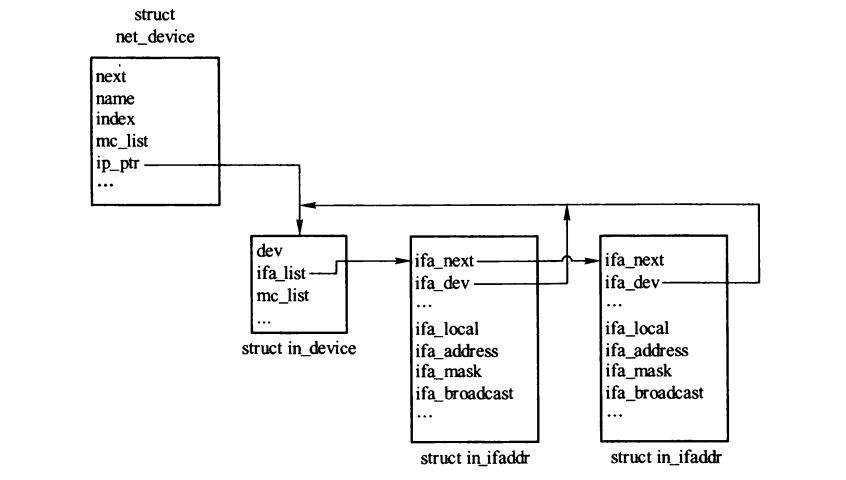 struct
net_device
next
name
index
mc_list
ip_ptr
...
dev
ifa_list
mc_list
...
struct in_device
ifa_next
ifa_dev
...
ifa_local
ifa_address
ifa_mask
ifa_broadcast
...
struct in_ifaddr
ifa_next
ifa_dev
...
ifa_local
ifa_address
ifa_mask
ifa_broadcast
...
struct in_ifaddr